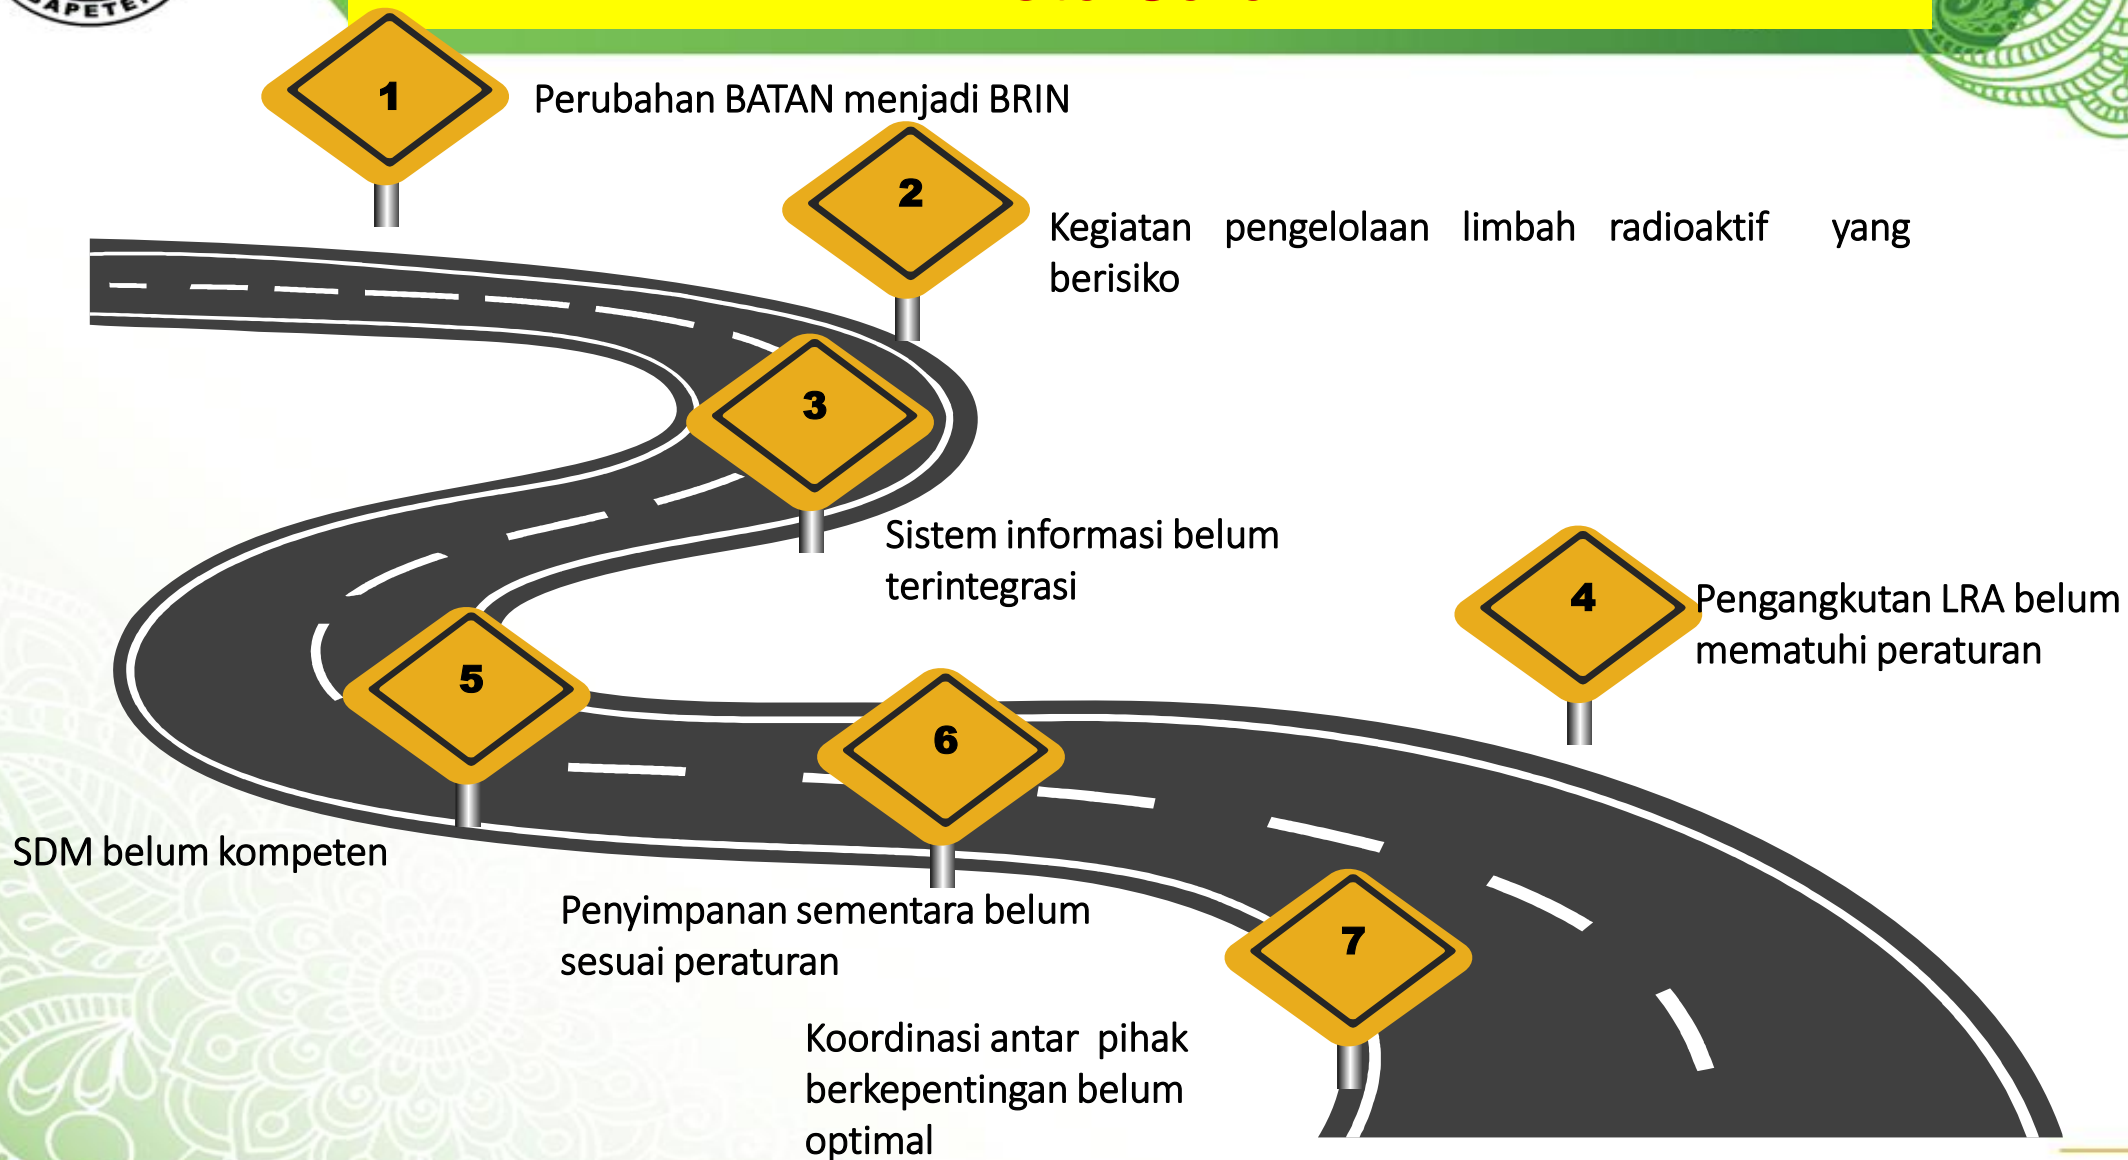 1
Perubahan BATAN menjadi BRIN
2
Kegiatan pengelolaan limbah radioaktif yang
berisiko
3
Sistem informasi belum
terintegrasi
4
Pengangkutan LRA belum
mematuhi peraturan
5
SDM belum kompeten
6
Penyimpanan sementara belum
sesuai peraturan
7
Koordinasi antar pihak
berkepentingan belum
optimal